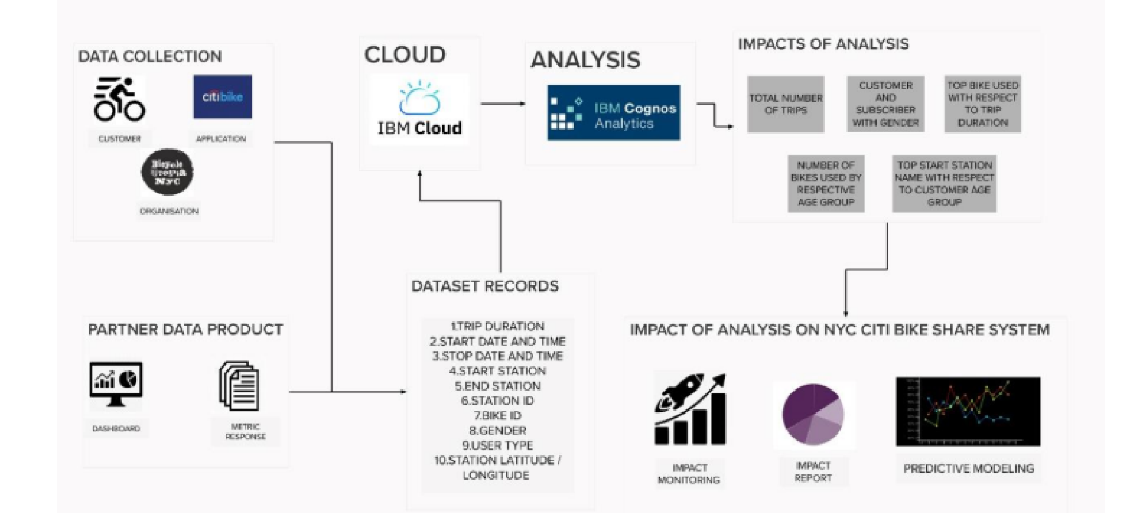 DATA COLLECTION
citibike
CUSTOMER
APPLICATION
Bicycle
NYC
ORGANISATION
CLOUD
IBM Cloud
ANALYSIS
IBM Cognos
Analytics
IMPACTS OF ANALYSIS
TOTAL NUMBER
OF TRIPS
CUSTOMER
AND
SUBSCRIBER
WITH GENDER
TOP BIKE USED
WITH RESPECT
TO TRIP
DURATION
NUMBER OF
BIKES USED BY
RESPECTIVE
AGE GROUP
TOP START STATION
NAME WITH RESPECT
TO CUSTOMER AGE
GROUP
PARTNER DATA PRODUCT
DASHBOARD
METRIC
RESPONSE
DATASET RECORDS
1.TRIP DURATION
2.START DATE AND TIME
3.STOP DATE AND TIME
4.START STATION
5.END STATION
6.STATION ID
7.BIKE ID
8.GENDER
9.USER TYPE
10.STATION LATITUDE /
LONGITUDE
IMPACT OF ANALYSIS ON NYC CITI BIKE SHARE SYSTEM
IMPACT
MONITORING
IMPACT
REPORT
PREDICTIVE MODELING